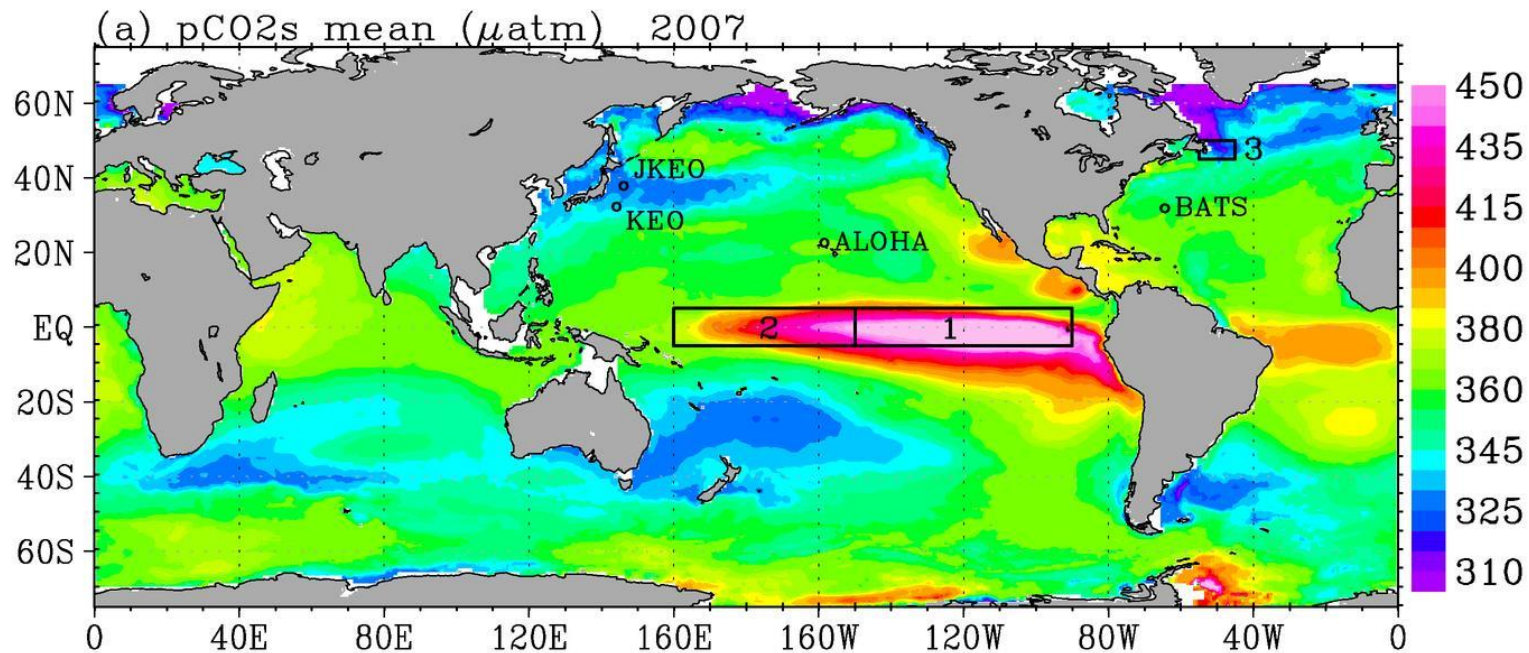 (a) pCO2s mean (μatm) 2007
60N
40N
20N
EQ
20S
40S
60S
JKEO
KEO
ALOHA
BATS
3
2
1
450
435
415
400
380
360
345
325
310
0 40E 80E 120E 160E 160W 120W 80W 40W 0